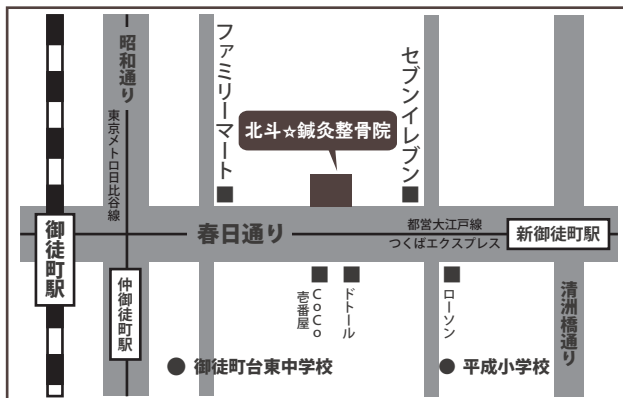 昭和通り
東京メトロ日比谷線
ファミリーマート
北斗☆鍼灸整骨院
セブンイレブン
御徒町駅
春日通り
都営大江戸線
つくばエクスプレス
新御徒町駅
仲御徒町駅
CoCo
壱番屋
ドトール
ローソン
清洲橋通り
御徒町台東中学校
平成小学校